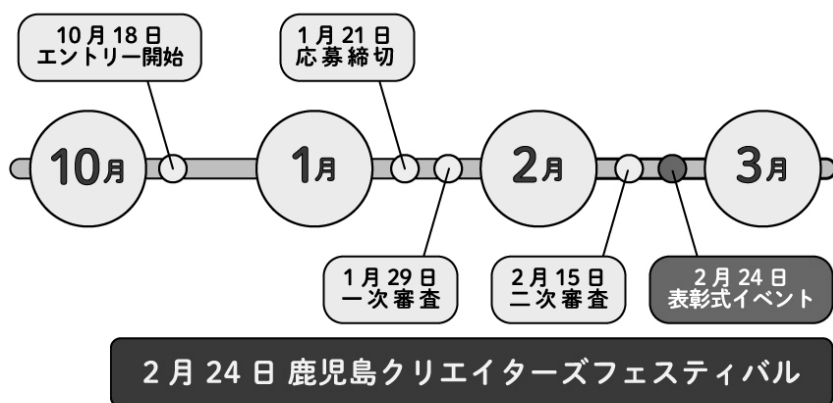 10月18日
エントリー開始
1月21日
応募締切
10月
1月
2月
3月
1月29日
一次審査
2月15日
二次審査
2月24日
表彰式イベント
2月24日 鹿児島クリエイターズフェスティバル